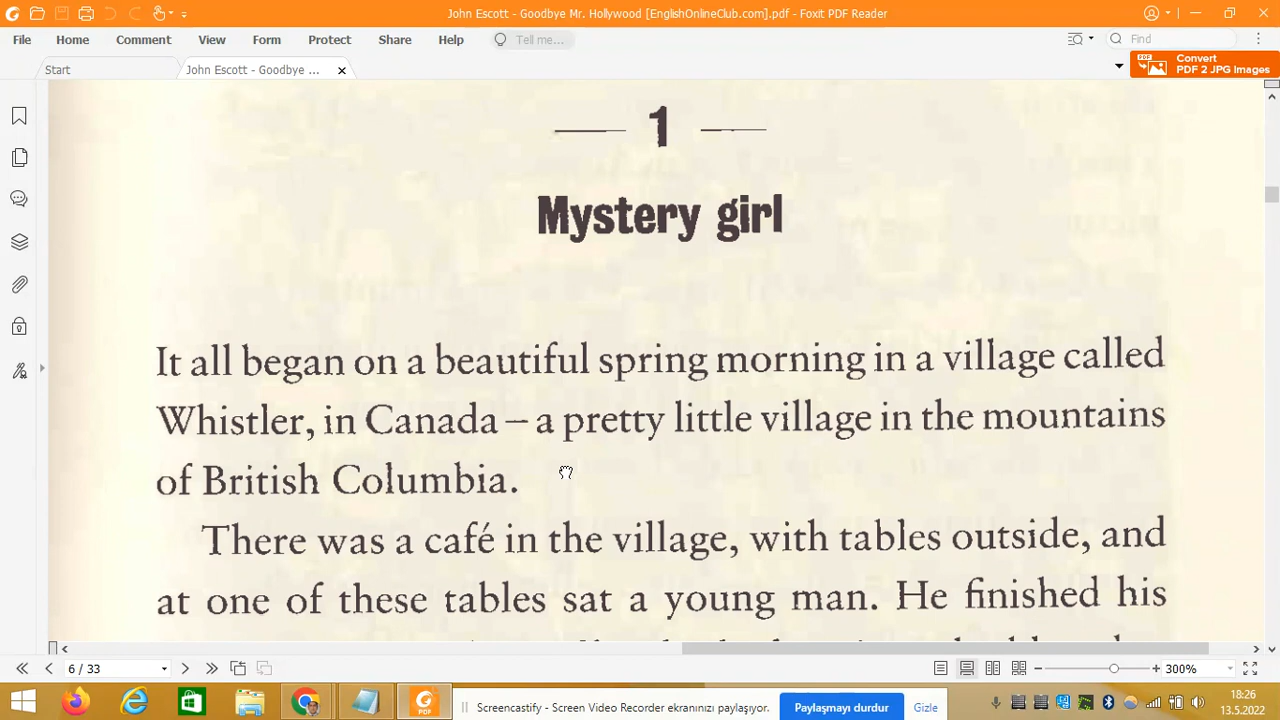 John Escott - Goodbye Mr. Hollywood [EnglishOnlineClub.com].pdf - Foxit PDF Reader
File Home Comment View Form Protect Share Help Tell me... Find
Start John Escott - Goodbye ... Convert
PDF 2 JPG Images
1
Mystery girl
It all began on a beautiful spring morning in a village called
Whistler, in Canada – a pretty little village in the mountains
of British Columbia.
There was a café in the village, with tables outside, and
at one of these tables sat a young man. He finished his
6 / 33 300%
Screencastify - Screen Video Recorder ekranınızı paylaşıyor. Paylaşmayı durdur Gizle
18:26
13.5.2022